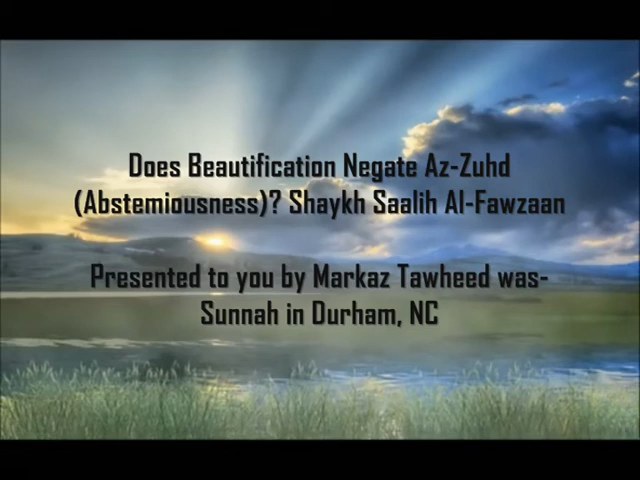 Does Beautification Negate Az-Zuhd
(Abstemiousness)? Shaykh Saalih Al-Fawzaan
Presented to you by Markaz Tawheed was-
Sunnah in Durham, NC